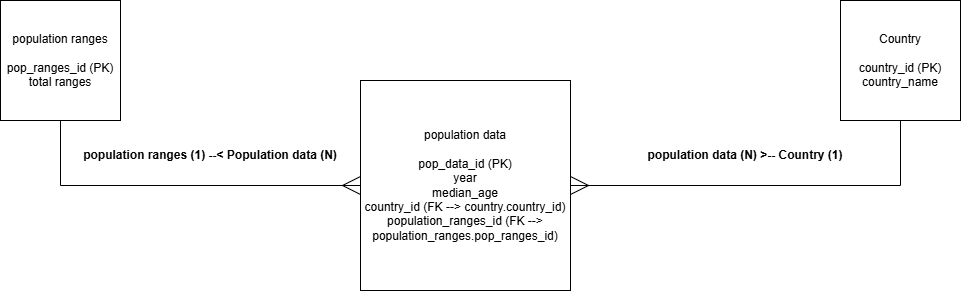 population ranges
pop_ranges_id (PK)
total ranges
population ranges (1) --< Population data (N)
population data
pop_data_id (PK)
year
median_age
country_id (FK --> country.country_id)
population_ranges_id (FK -->
population_ranges.pop_ranges_id)
population data (N) >-- Country (1)
Country
country_id (PK)
country_name